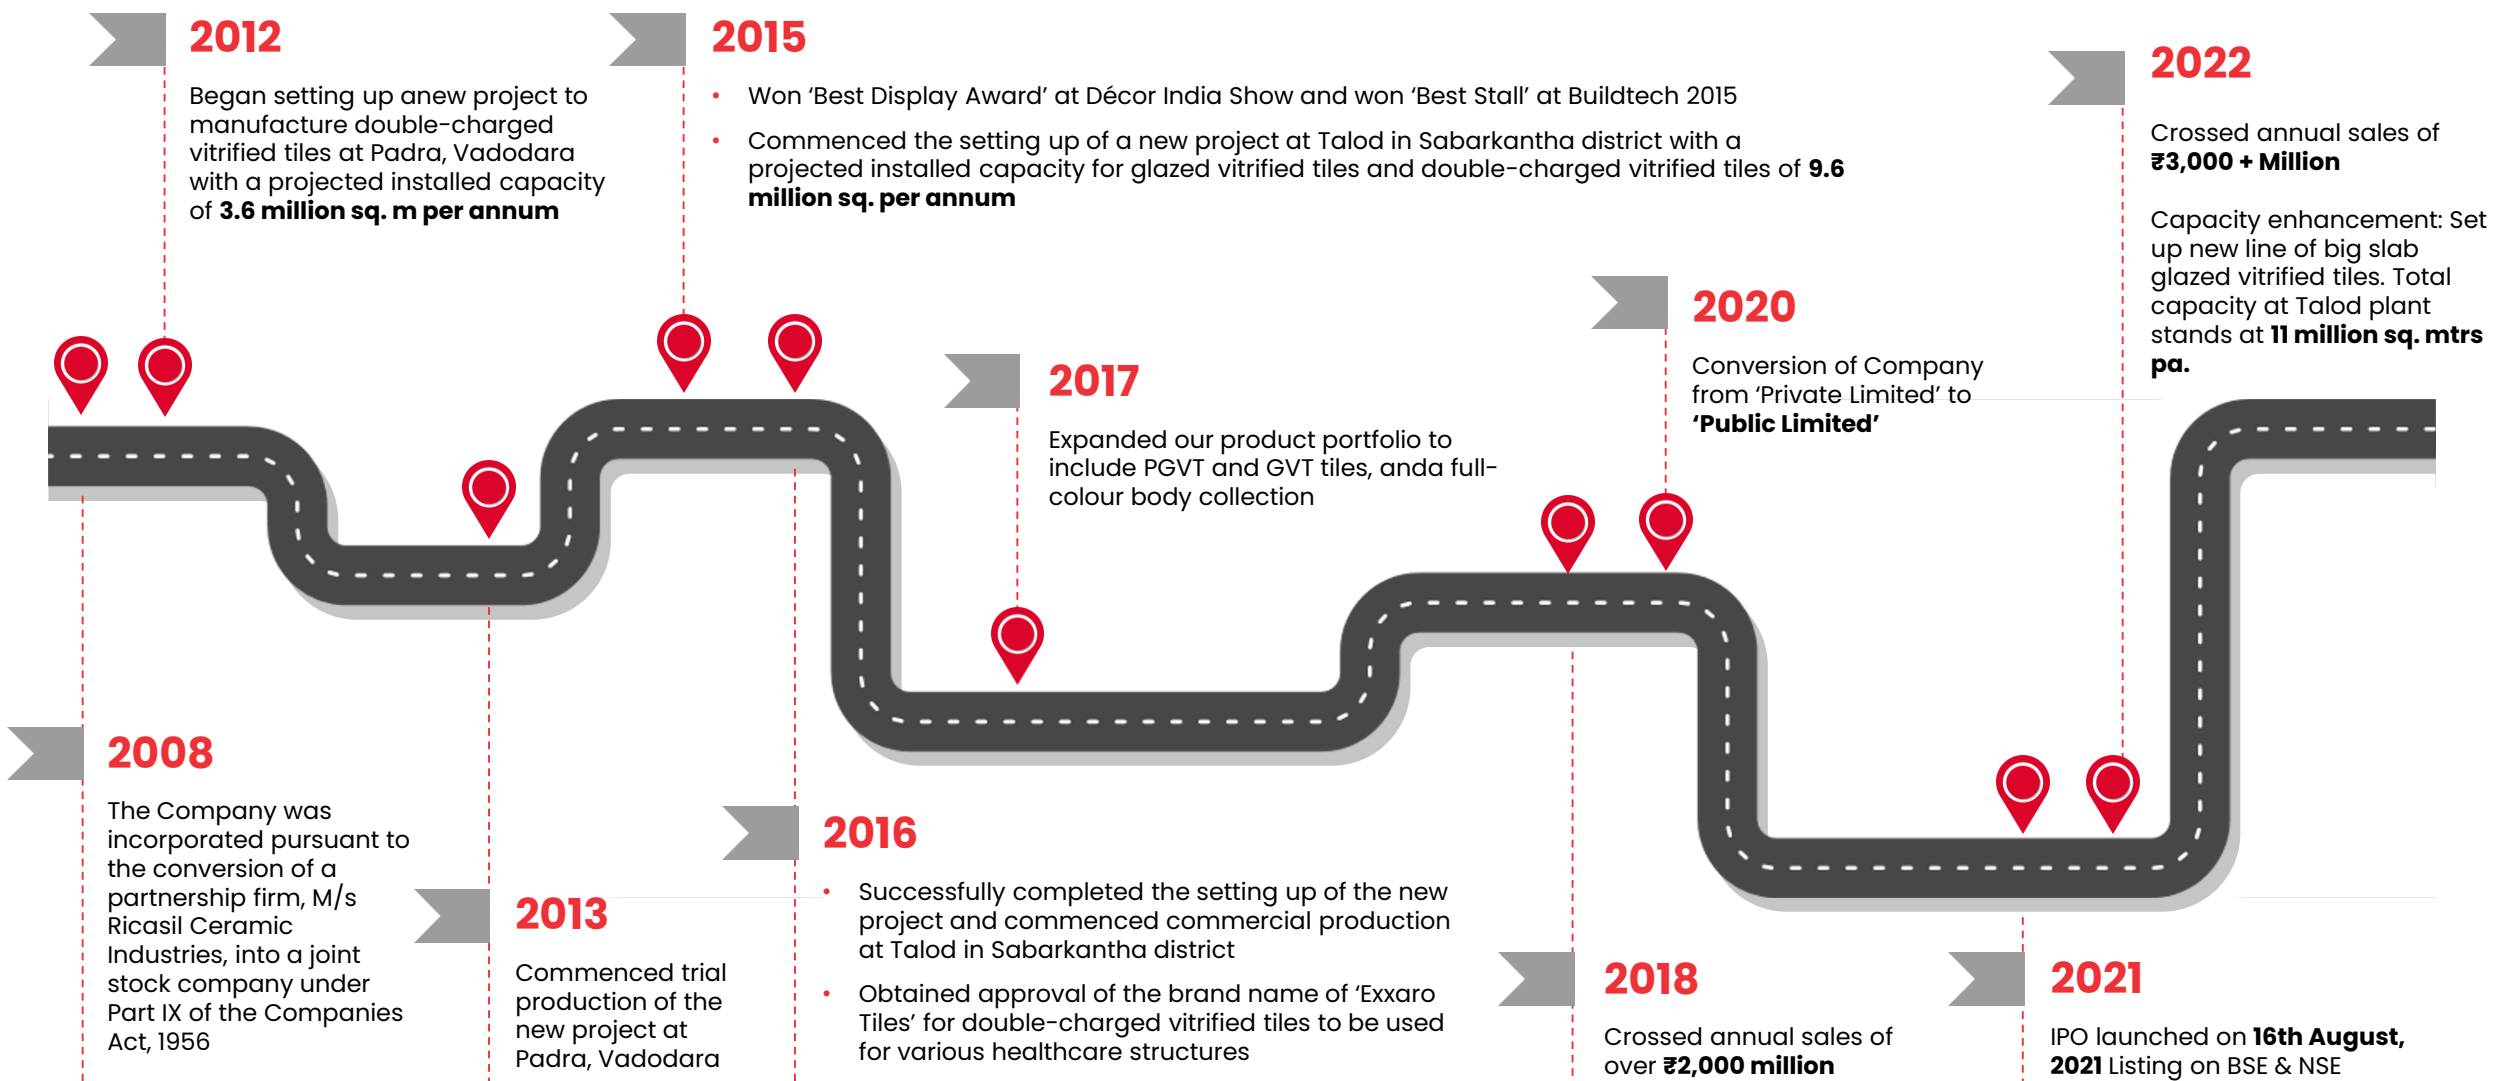 2012
Began setting up anew project to
manufacture double-charged
vitrified tiles at Padra, Vadodara
with a projected installed capacity
of 3.6 million sq. m per annum
2015
• Won ‘Best Display Award’ at Décor India Show and won ‘Best Stall’ at Buildtech 2015
• Commenced the setting up of a new project at Talod in Sabarkantha district with a
projected installed capacity for glazed vitrified tiles and double-charged vitrified tiles of 9.6
million sq. per annum
2022
Crossed annual sales of
₹3,000 + Million
Capacity enhancement: Set
up new line of big slab
glazed vitrified tiles. Total
capacity at Talod plant
stands at 11 million sq. mtrs
pa.
2017
Expanded our product portfolio to
include PGVT and GVT tiles, anda full-
colour body collection
2020
Conversion of Company
from ‘Private Limited’ to
‘Public Limited’
2008
The Company was
incorporated pursuant to
the conversion of a
partnership firm, M/s
Ricasil Ceramic
Industries, into a joint
stock company under
Part IX of the Companies
Act, 1956
2013
Commenced trial
production of the
new project at
Padra, Vadodara
2016
• Successfully completed the setting up of the new
project and commenced commercial production
at Talod in Sabarkantha district
• Obtained approval of the brand name of ‘Exxaro
Tiles’ for double-charged vitrified tiles to be used
for various healthcare structures
2018
Crossed annual sales of
over ₹2,000 million
2021
IPO launched on 16th August,
2021 Listing on BSE & NSE